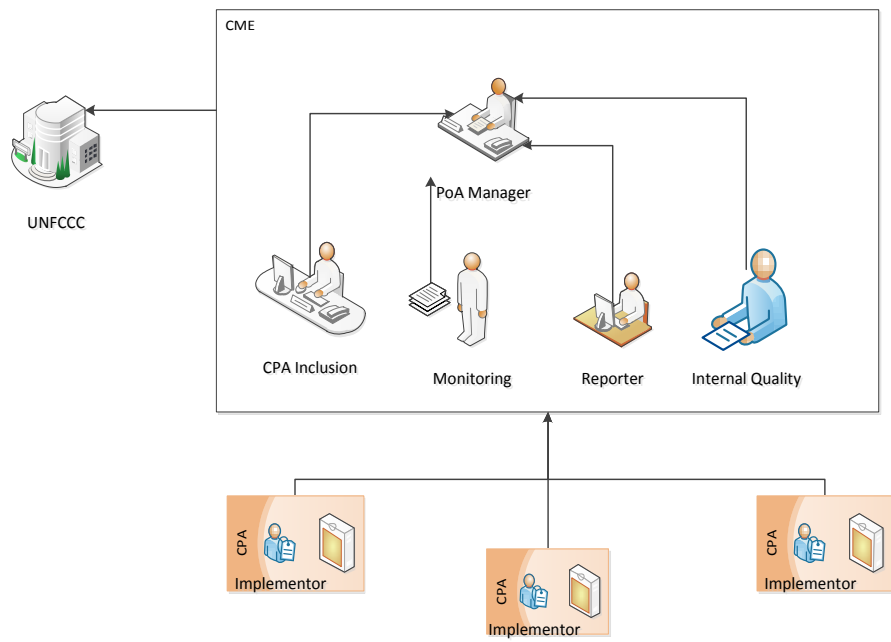 CME
UNFCCC
PoA Manager
CPA Inclusion
Monitoring
Reporter
Internal Quality
CPA
Implementor
CPA
Implementor
CPA
Implementor